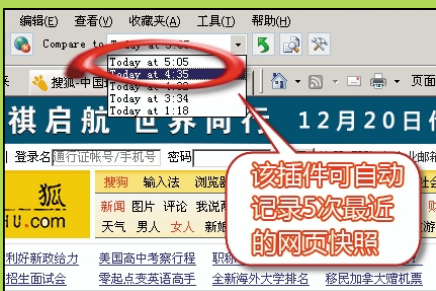 编辑(E) 查看(V) 收藏夹(A) 工具(T) 帮助(H)
Compare to Today at 5:05
Today at 5:05
Today at 4:35
Today at 3:34
Today at 1:18
搜狐-中国
页面
祺启航 世界同行 12月20日
登录名 通行证帐号/手机号 密码
该插件可自动
记录5次最近
的网页快照
狐
U.com
搜狗 输入法 浏览器
新闻 图片 评论 我说两
天气 男人 女人 新娘
利好新政给力 美国高中考察行程 职称
招生面试会 零起点变英语高手 全新海外大学排名 移民加拿大赌机票